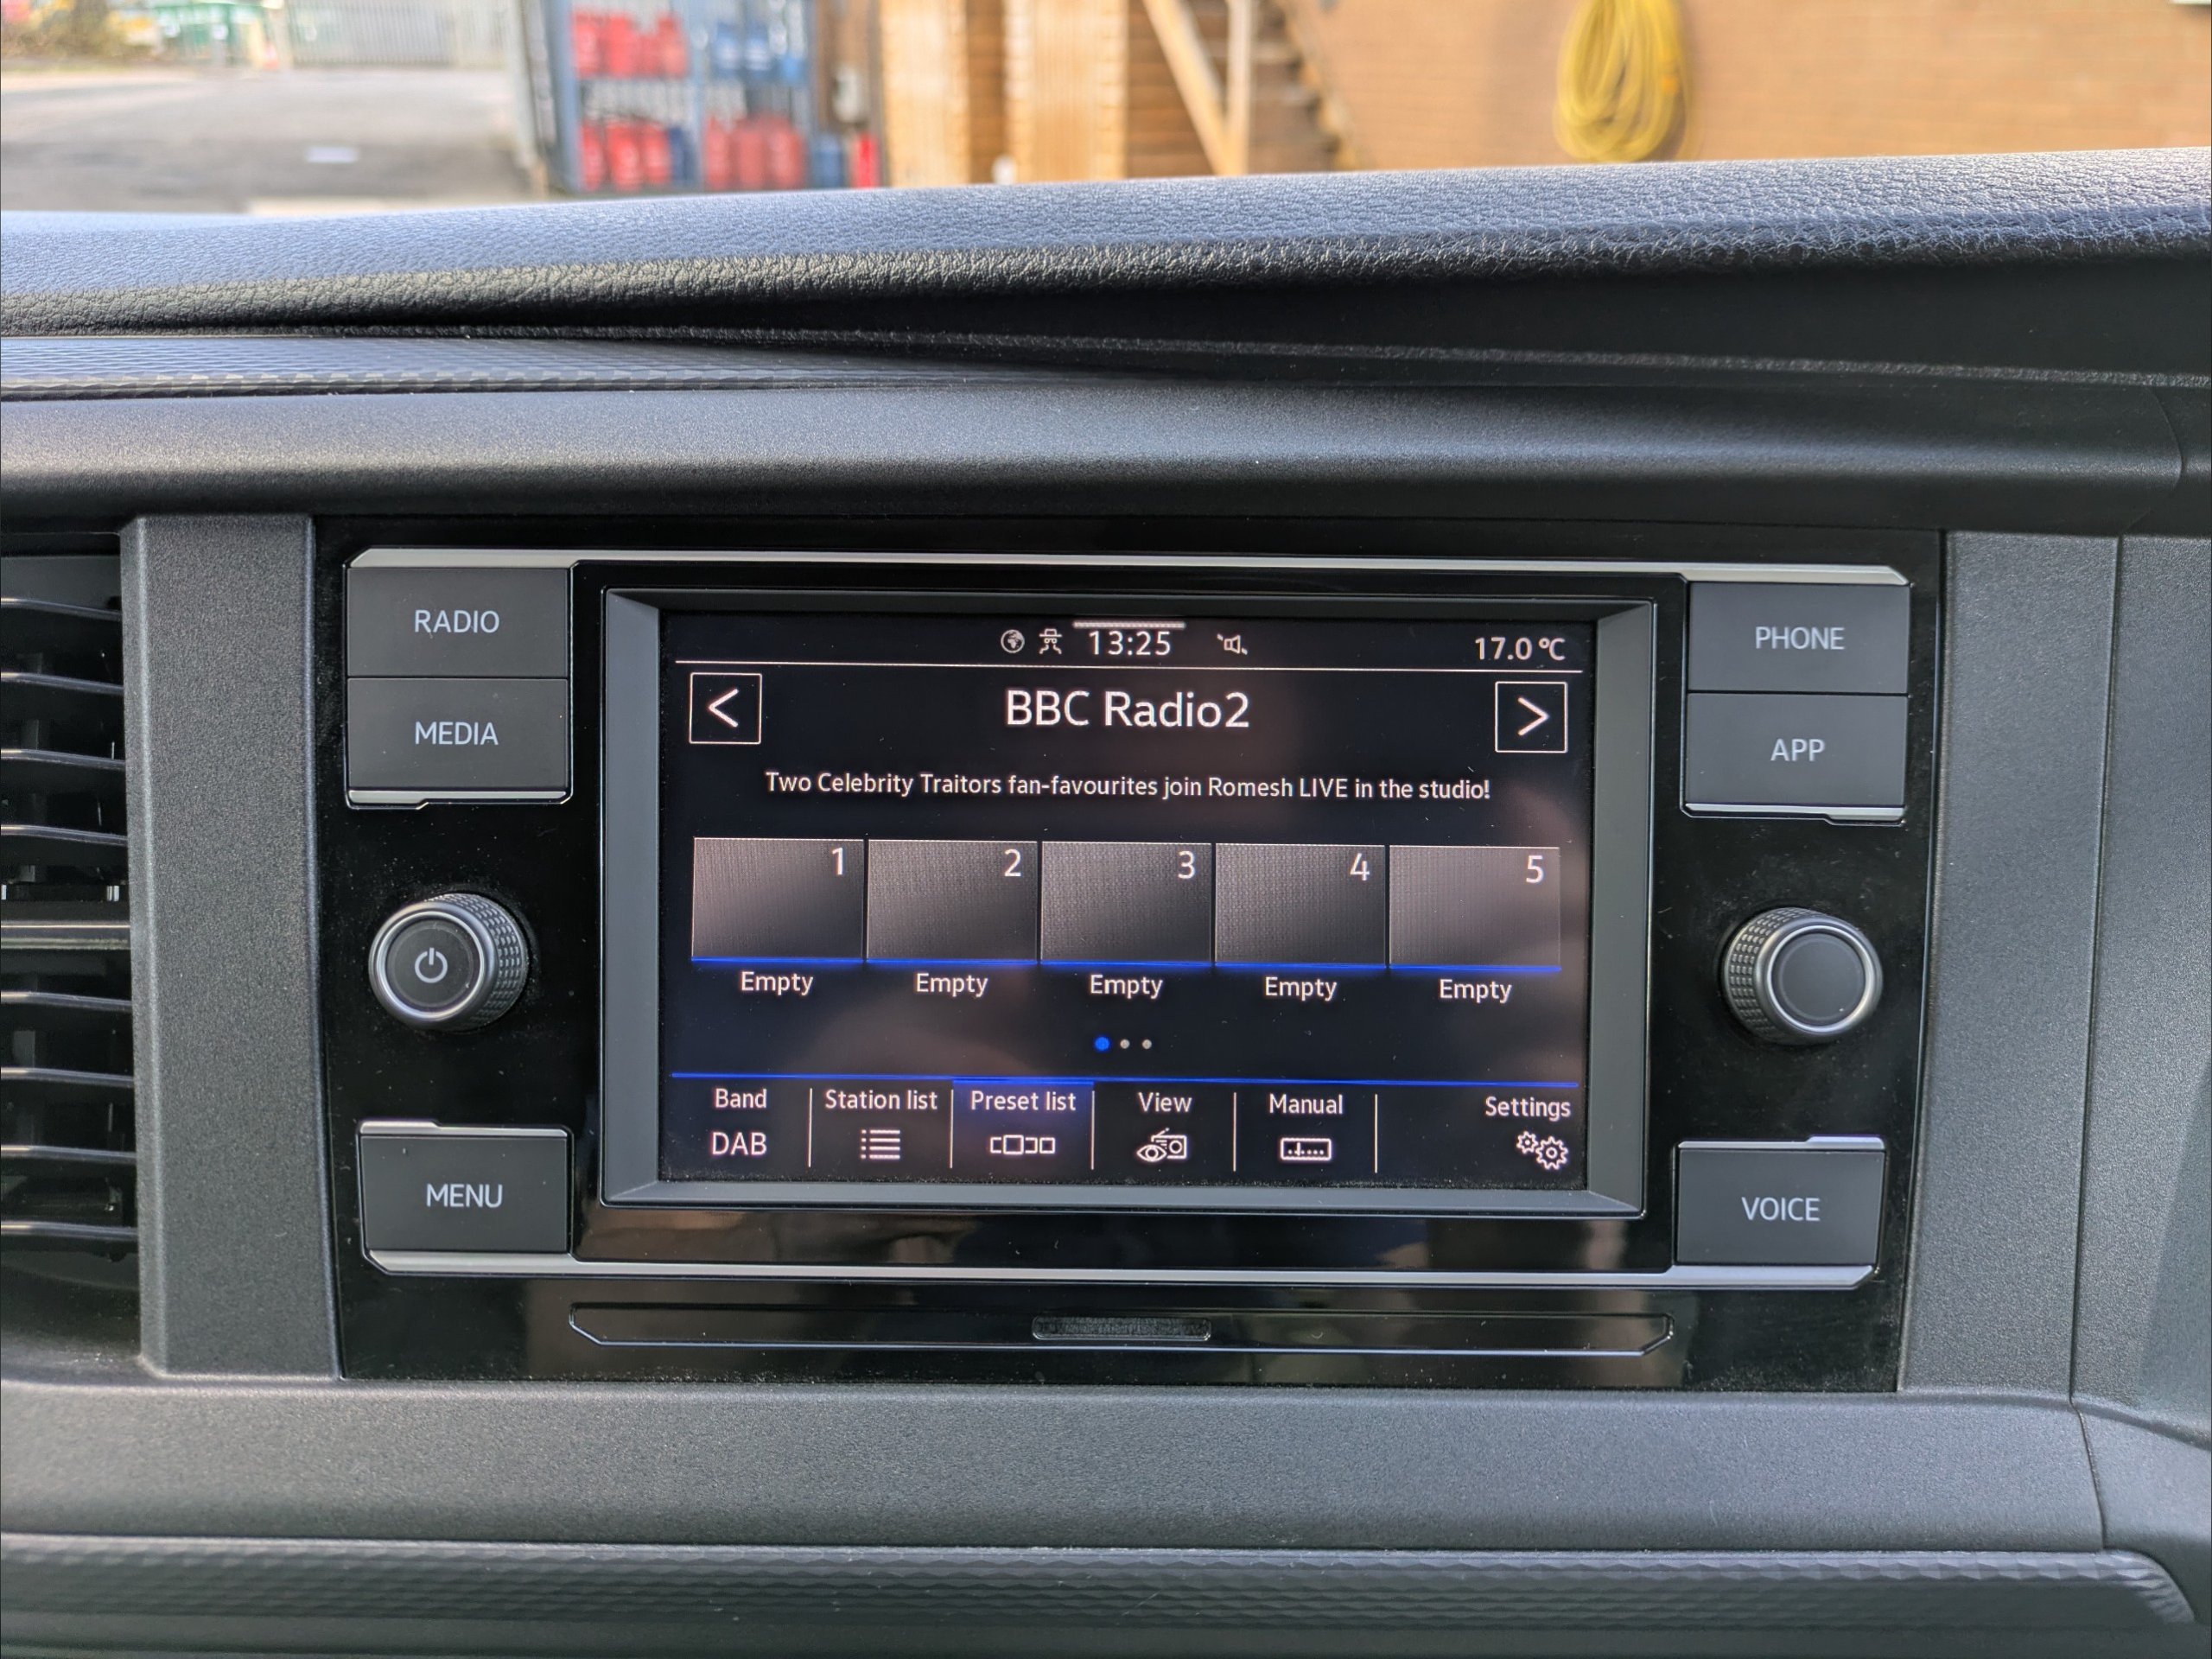 RADIO
MEDIA
MENU
13:25
17.0 °C
<
BBC Radio2
>
Two Celebrity Traitors fan-favourites join Romesh LIVE in the studio!
1
2
3
4
5
Empty
Empty
Empty
Empty
Empty
Band
DAB
Station list
Preset list
View
Manual
Settings
PHONE
APP
VOICE